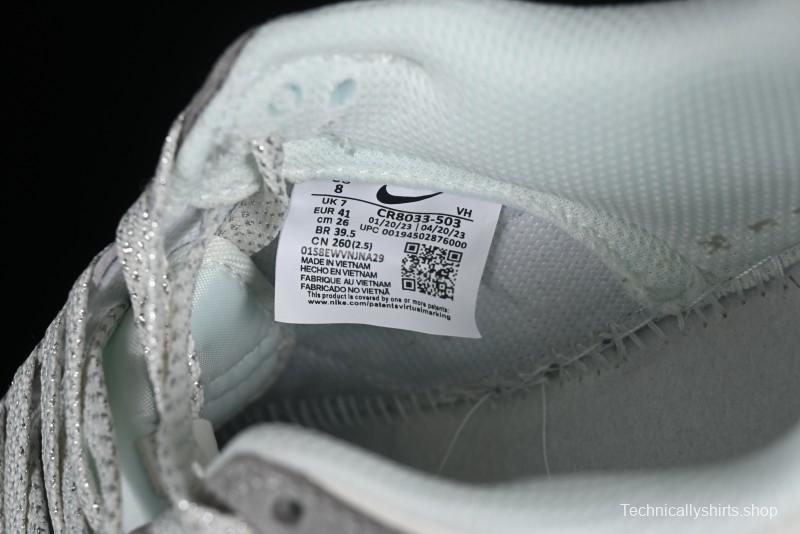 8
UK 7
EUR 41
cm 26
BR 39.5
CN 260(2.5)
VH
CR8033-503
01/20/23 | 04/20/23
UPC 00194502876000
01S8EWVNJNA29
MADE IN VIETNAM
HECHO EN VIETNAM
FABRIQUE AU VIETNAM
FABRICADO NO VIETNÃ
This product is covered by one or more patents:
www.nike.com/patentsvirtualmarking
Technicallyshirts.shop